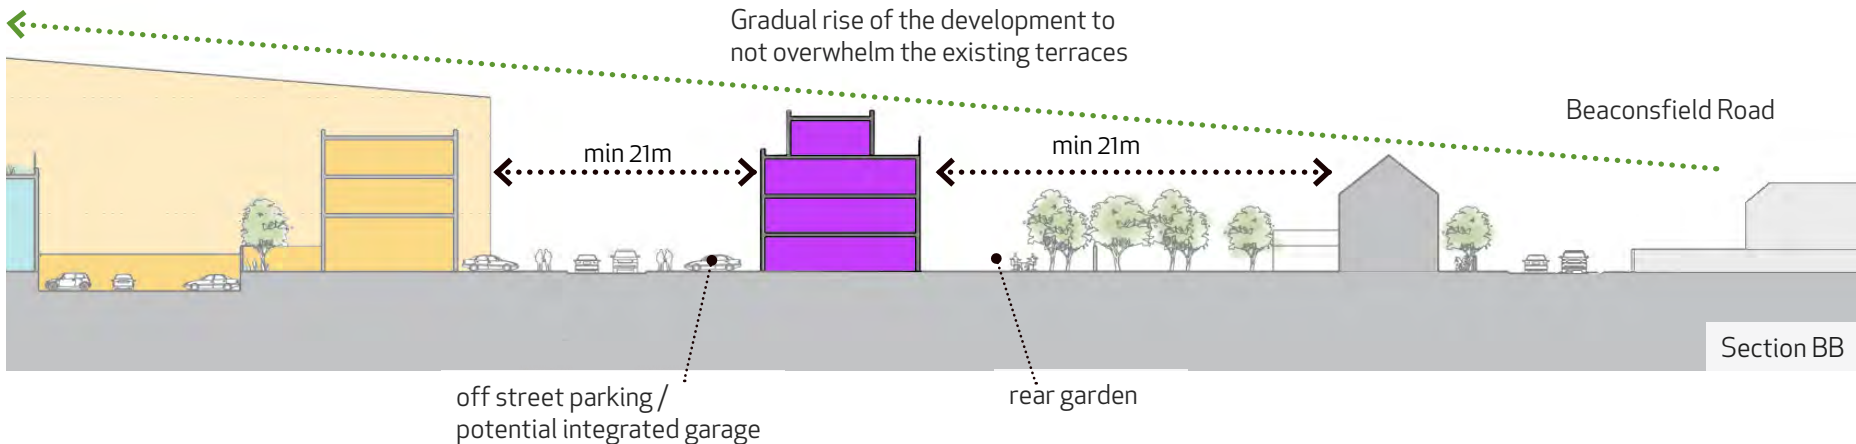 Gradual rise of the development to
not overwhelm the existing terraces
Beaconsfield Road
min 21m
min 21m
Section BB
off street parking /
potential integrated garage
rear garden